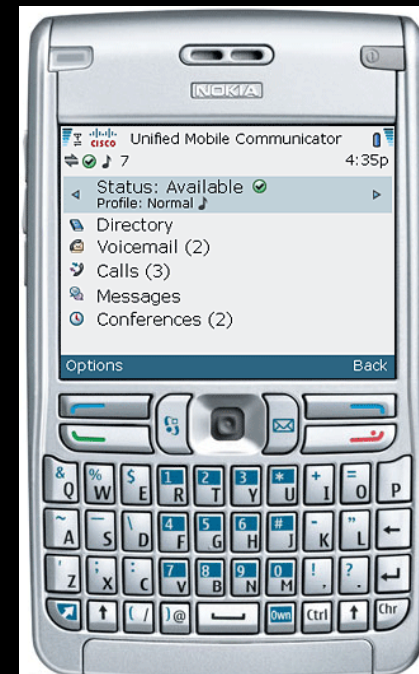 NOKIA
cisco Unified Mobile Communicator
7 4:35p
Status: Available
Profile: Normal
Directory
Voicemail (2)
Calls (3)
Messages
Conferences (2)
Options Back
& Q % W $ E 1 R 2 T 3 Y * U + I = O P
~ A _ S \ D 4 F 5 G 6 H # J - K " L
' Z ; X : C 7 V 8 B 9 N 0 M ! , ? .
( / ) @ Own Ctrl Chr